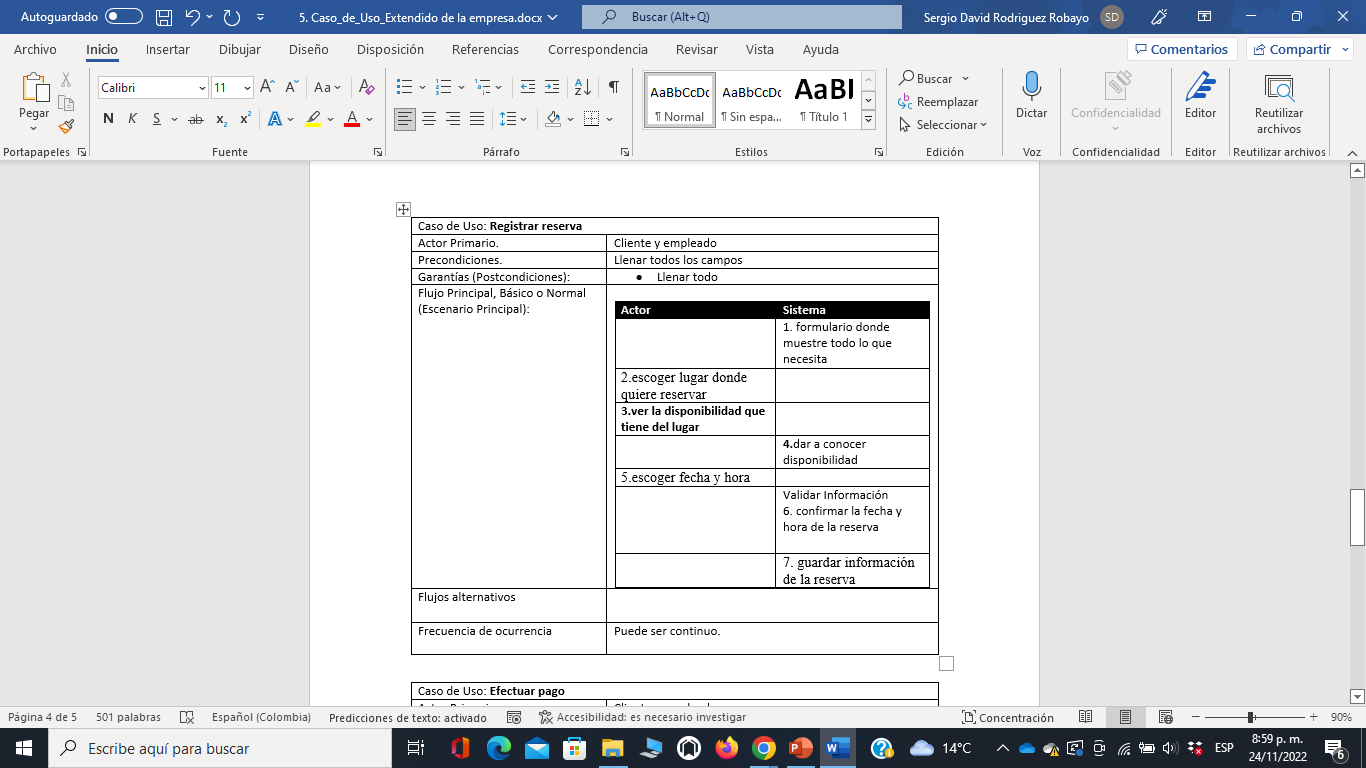 Autoguardado
5. Caso_de_Uso_Extendido de la empresa.docx
Buscar (Alt+Q)
Sergio David Rodriguez Robayo
SD
Archivo Inicio Insertar Dibujar Diseño Disposición Referencias Correspondencia Revisar Vista Ayuda
Comentarios Compartir
Pegar
Calibri 11
N K S ab x₂ x² A A
Aa
AaBbCcDc AaBbCcDc AaBl
¶ Normal ¶ Sin espa... ¶ Título 1
Buscar
Reemplazar
Seleccionar
Dictar
Confidencialidad
Editor
Reutilizar
archivos
Portapapeles Fuente Párrafo Estilos Edición Voz Confidencialidad Editor Reutilizar archivos
Caso de Uso: Registrar reserva
Actor Primario. Cliente y empleado
Precondiciones. Llenar todos los campos
Garantías (Postcondiciones): ● Llenar todo
Flujo Principal, Básico o Normal
(Escenario Principal):
Actor Sistema
1. formulario donde
muestre todo lo que
necesita
2.escoger lugar donde
quiere reservar
3.ver la disponibilidad que
tiene del lugar
4.dar a conocer
disponibilidad
5.escoger fecha y hora
Validar Información
6. confirmar la fecha y
hora de la reserva
7. guardar información
de la reserva
Flujos alternativos
Frecuencia de ocurrencia Puede ser continuo.
Caso de Uso: Efectuar pago
Página 4 de 5 501 palabras Español (Colombia) Predicciones de texto: activado Accesibilidad: es necesario investigar Concentración 90%
Escribe aquí para buscar
14°C
ESP
8:59 p. m.
24/11/2022
6